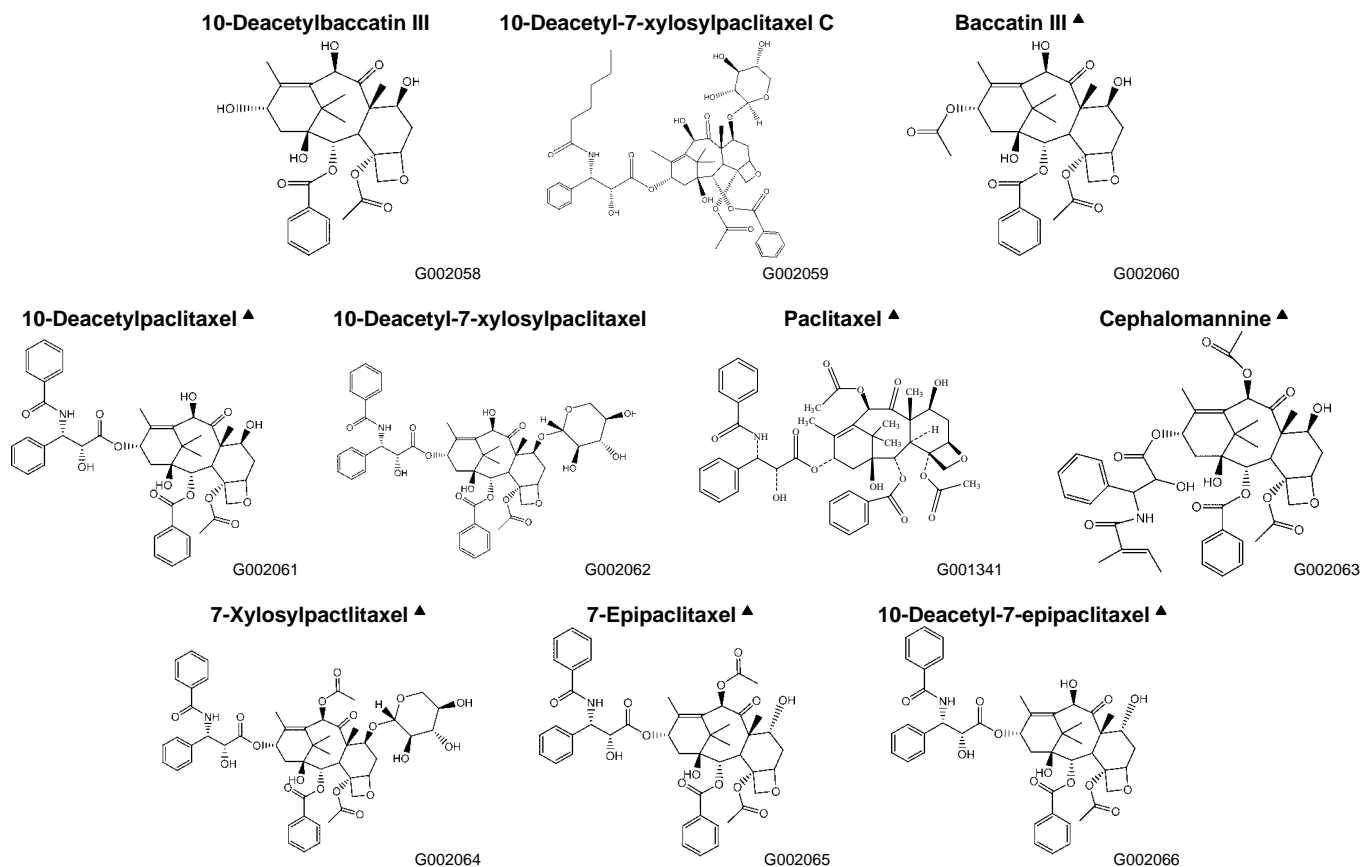 10-Deacetylbaccatin III
10-Deacetyl-7-xylosylpaclitaxel C
Baccatin III ▲
G002058
G002059
G002060
10-Deacetylpaclitaxel ▲
10-Deacetyl-7-xylosylpaclitaxel
Paclitaxel ▲
Cephalomannine ▲
G002061
G002062
G001341
G002063
7-Xylosylpactlitaxel ▲
7-Epipaclitaxel ▲
10-Deacetyl-7-epipaclitaxel ▲
G002064
G002065
G002066